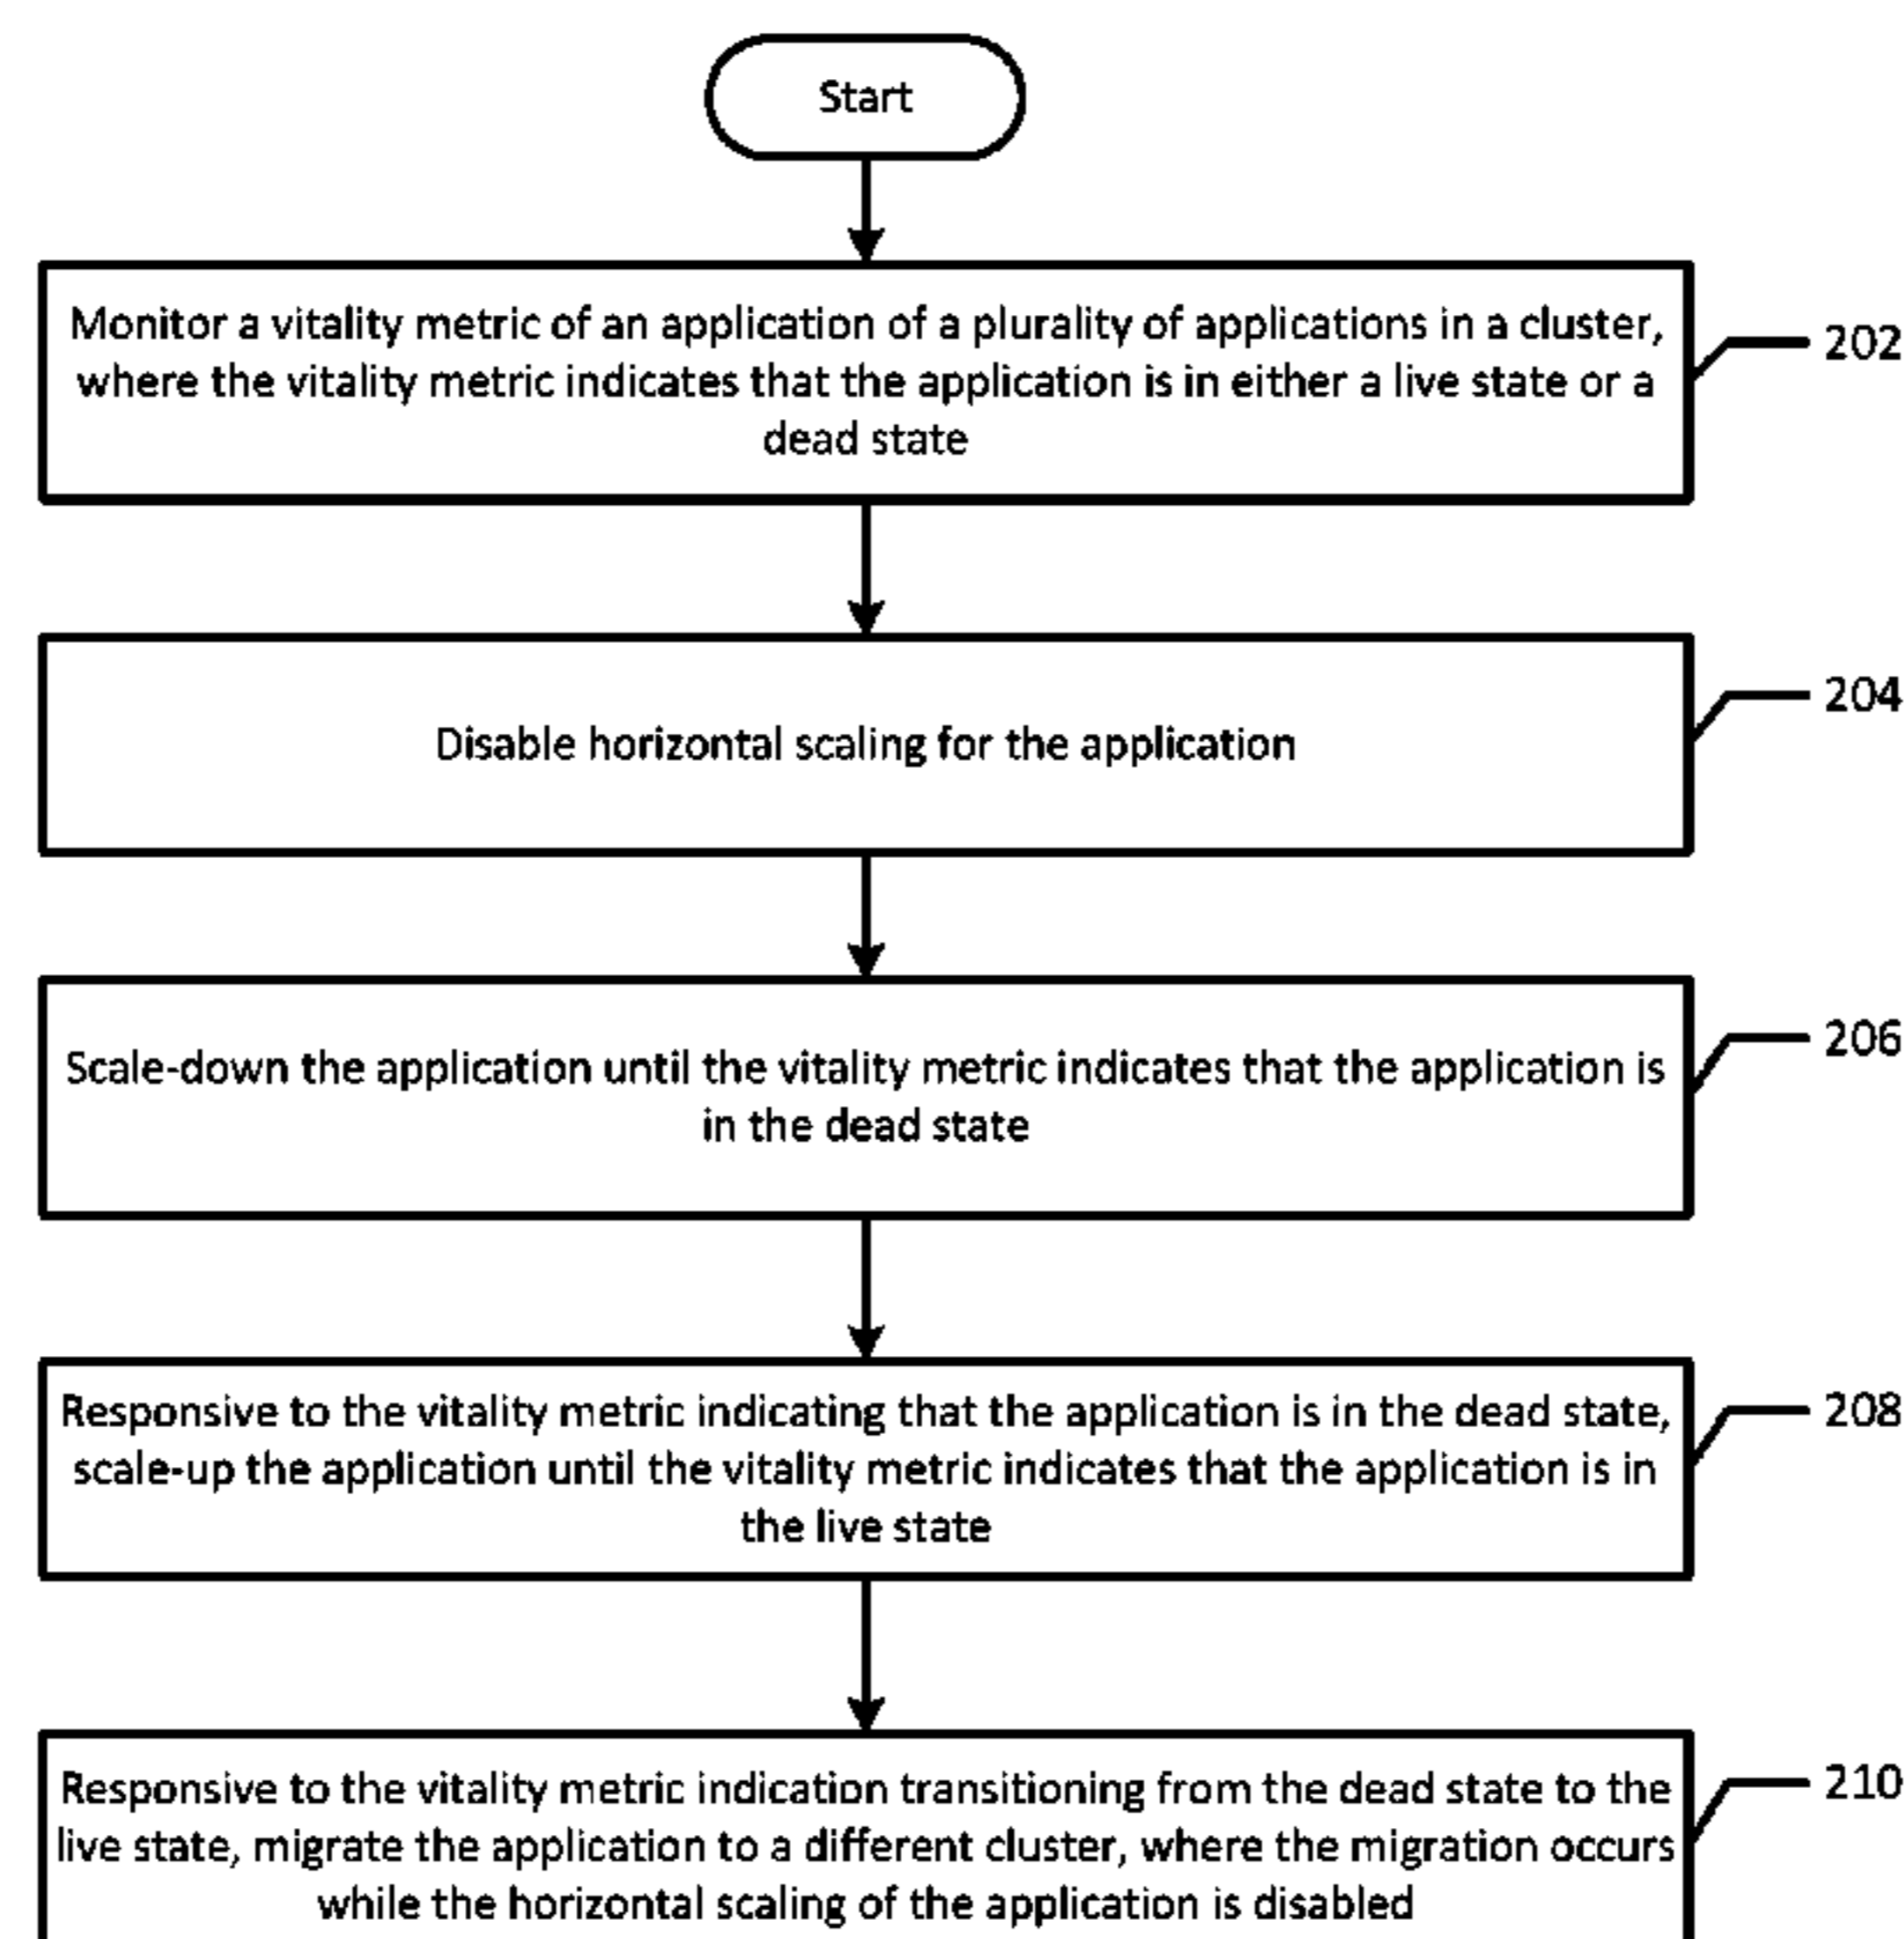 Start
Monitor a vitality metric of an application of a plurality of applications in a cluster,
where the vitality metric indicates that the application is in either a live state or a
dead state
202
Disable horizontal scaling for the application
204
Scale-down the application until the vitality metric indicates that the application is
in the dead state
206
Responsive to the vitality metric indicating that the application is in the dead state,
scale-up the application until the vitality metric indicates that the application is in
the live state
208
Responsive to the vitality metric indication transitioning from the dead state to the
live state, migrate the application to a different cluster, where the migration occurs
while the horizontal scaling of the application is disabled
210